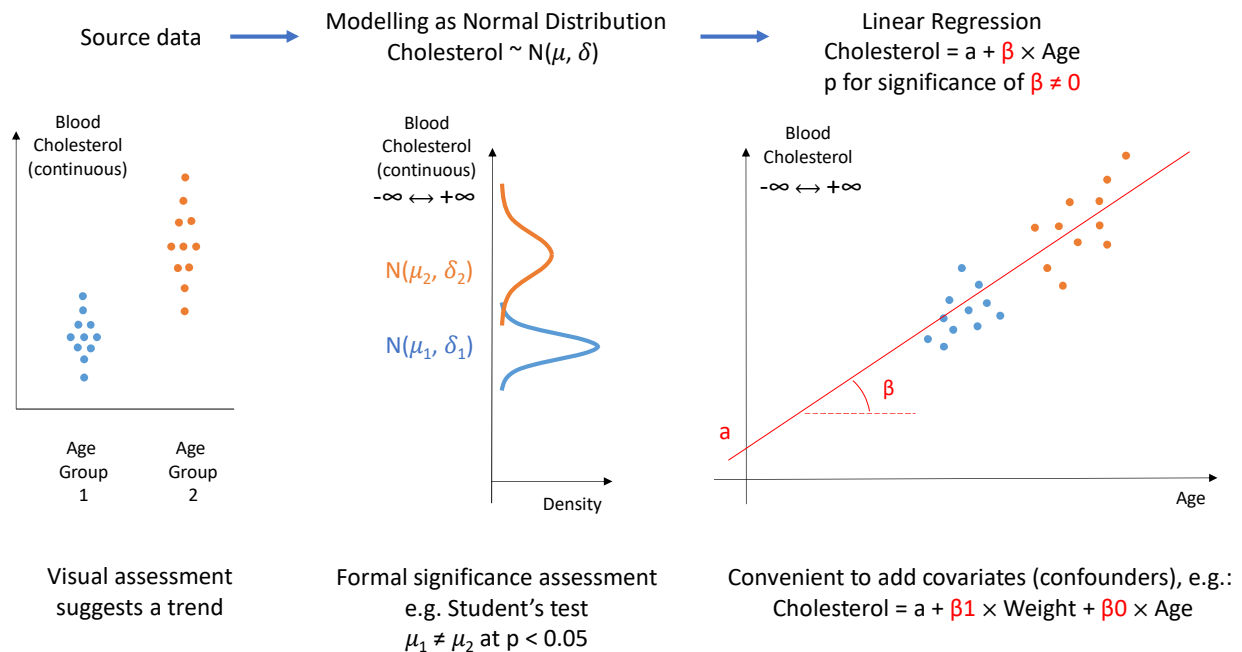 Source data
Modelling as Normal Distribution
Cholesterol ~ N(μ, δ)
Linear Regression
Cholesterol = a + β × Age
p for significance of β ≠ 0
Blood
Cholesterol
(continuous)
Age
Group
1
Age
Group
2
Blood
Cholesterol
(continuous)
-∞ ↔ +∞
N(μ₂, δ₂)
N(μ₁, δ₁)
Density
Blood
Cholesterol
-∞ ↔ +∞
β
a
Age
Visual assessment
suggests a trend
Formal significance assessment
e.g. Student’s test
μ₁ ≠ μ₂ at p < 0.05
Convenient to add covariates (confounders), e.g.:
Cholesterol = a + β1 × Weight + β0 × Age